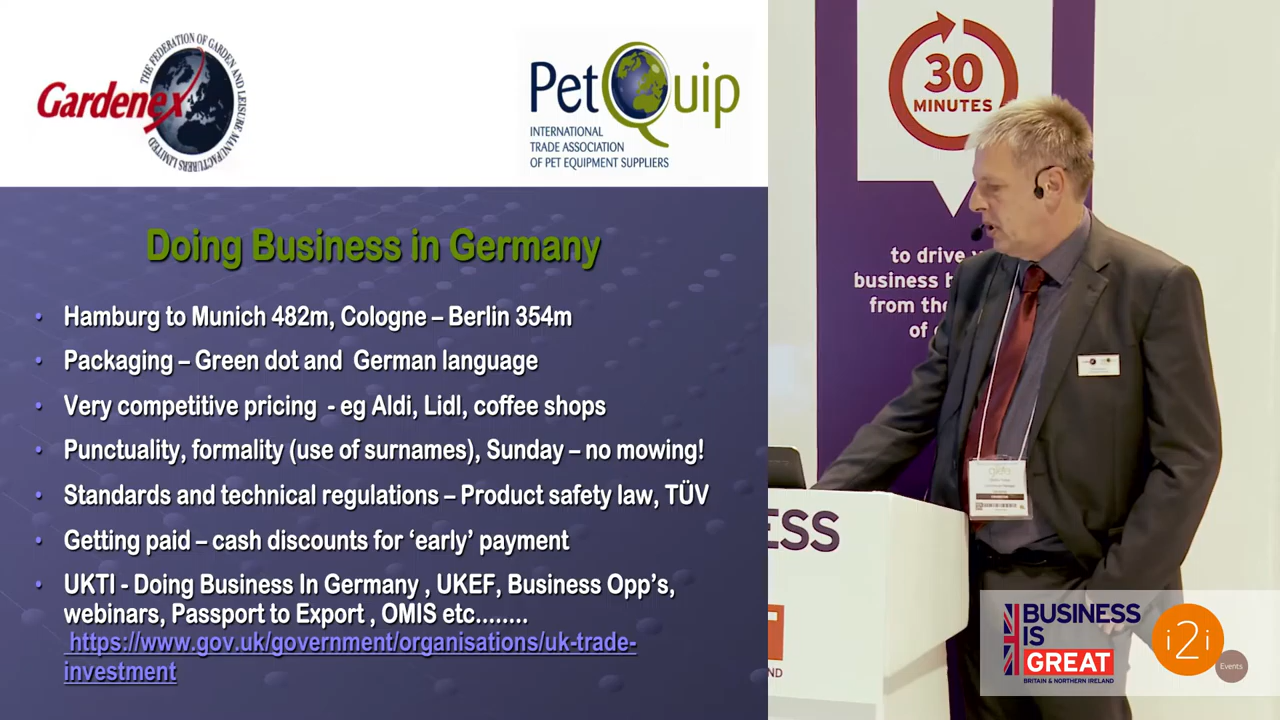 Gardenex
THE FEDERATION OF GARDEN AND LEISURE MANUFACTURERS LIMITED
PetQuip
INTERNATIONAL
TRADE ASSOCIATION
OF PET EQUIPMENT SUPPLIERS
Doing Business in Germany
• Hamburg to Munich 482m, Cologne – Berlin 354m
• Packaging – Green dot and German language
• Very competitive pricing - eg Aldi, Lidl, coffee shops
• Punctuality, formality (use of surnames), Sunday – no mowing!
• Standards and technical regulations – Product safety law, TÜV
• Getting paid – cash discounts for ‘early’ payment
• UKTI - Doing Business In Germany , UKEF, Business Opp’s,
webinars, Passport to Export , OMIS etc........
https://www.gov.uk/government/organisations/uk-trade-
investment
30
MINUTES
to drive
business
from the
of
ESS
ND
BUSINESS
IS
GREAT
BRITAIN & NORTHERN IRELAND
i2i
Events